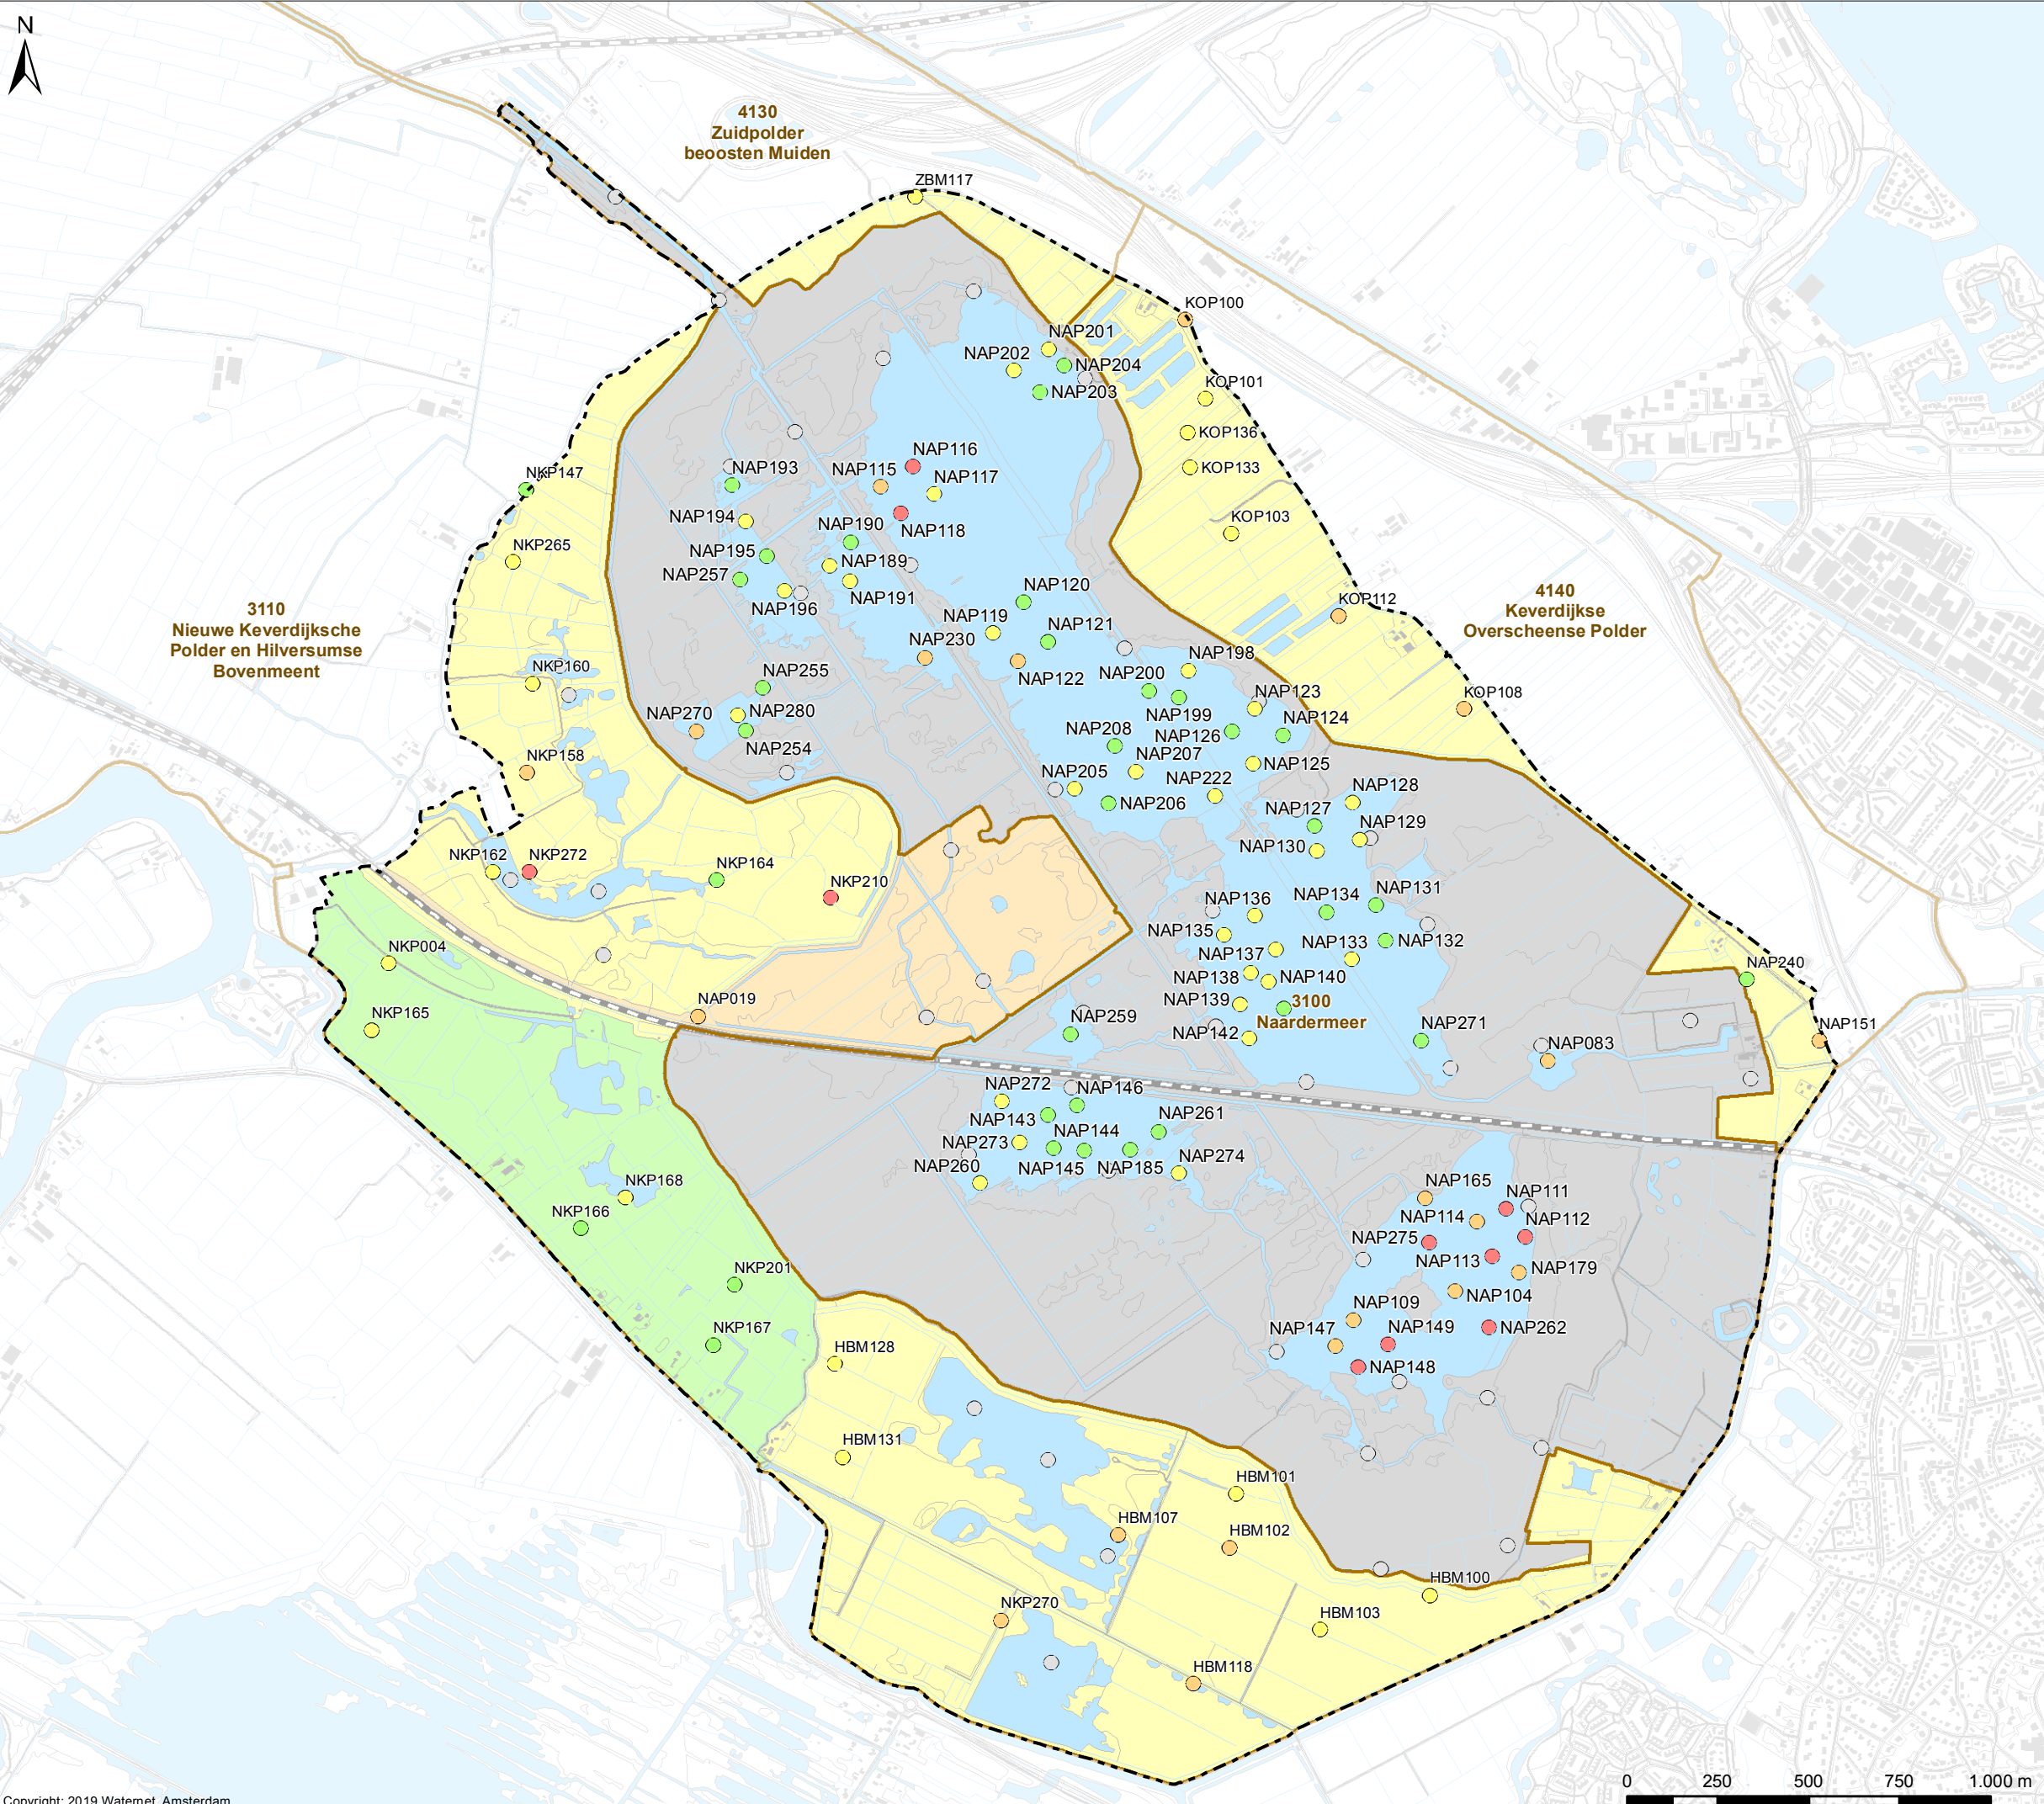 N
4130
Zuidpolder
beoosten Muiden
ZBM117
KOP100
NAP201
NAP202
NAP204
NAP203
KOP101
KOP136
KOP133
KOP103
KOP112
KOP108
4140
Keverdijkse
Overscheense Polder
3110
Nieuwe Keverdijksche
Polder en Hilversumse
Bovenmeent
NKP147
NKP265
NKP160
NKP158
NKP162
NKP272
NKP164
NKP210
NAP193
NAP116
NAP115
NAP117
NAP118
NAP194
NAP190
NAP195
NAP189
NAP257
NAP191
NAP196
NAP120
NAP119
NAP121
NAP230
NAP122
NAP198
NAP200
NAP255
NAP123
NAP199
NAP270
NAP280
NAP124
NAP208
NAP126
NAP254
NAP207
NAP205
NAP222
NAP125
NAP206
NAP128
NAP127
NAP129
NAP130
NAP136
NAP134
NAP131
NAP135
NAP137
NAP133
NAP132
NAP138
NAP140
NAP139
3100
Naardermeer
NAP142
NAP259
NAP271
NAP083
NAP240
NAP151
NKP004
NKP165
NAP019
NAP272
NAP146
NAP143
NAP261
NAP144
NAP273
NAP145
NAP185
NAP274
NAP260
NKP168
NKP166
NKP201
NKP167
NAP165
NAP111
NAP114
NAP112
NAP275
NAP113
NAP179
NAP104
NAP109
NAP147
NAP149
NAP262
NAP148
HBM128
HBM131
HBM101
HBM107
HBM102
HBM100
NKP270
HBM103
HBM118
0 250 500 750 1.000 m
Copyright: 2019 Waternet, Amsterdam